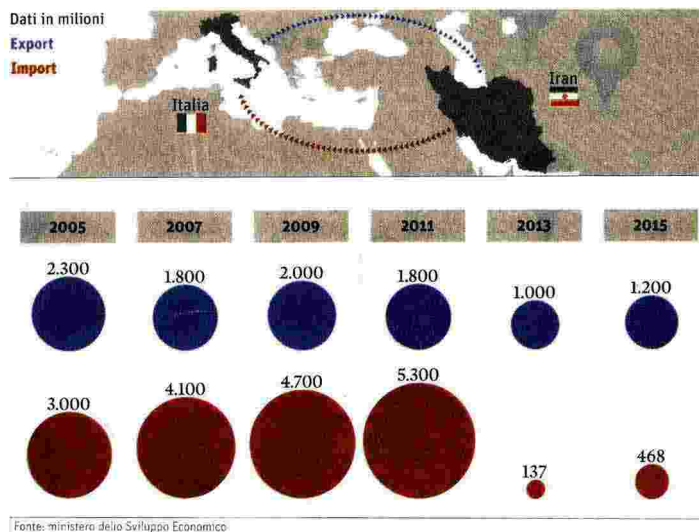 Dati in milioni
Export
Import
Italia
Iran
2005 2007 2009 2011 2013 2015
2.300 1.800 2.000 1.800 1.000 1.200
3.000 4.100 4.700 5.300 137 468
Fonte: ministero dello Sviluppo Economico